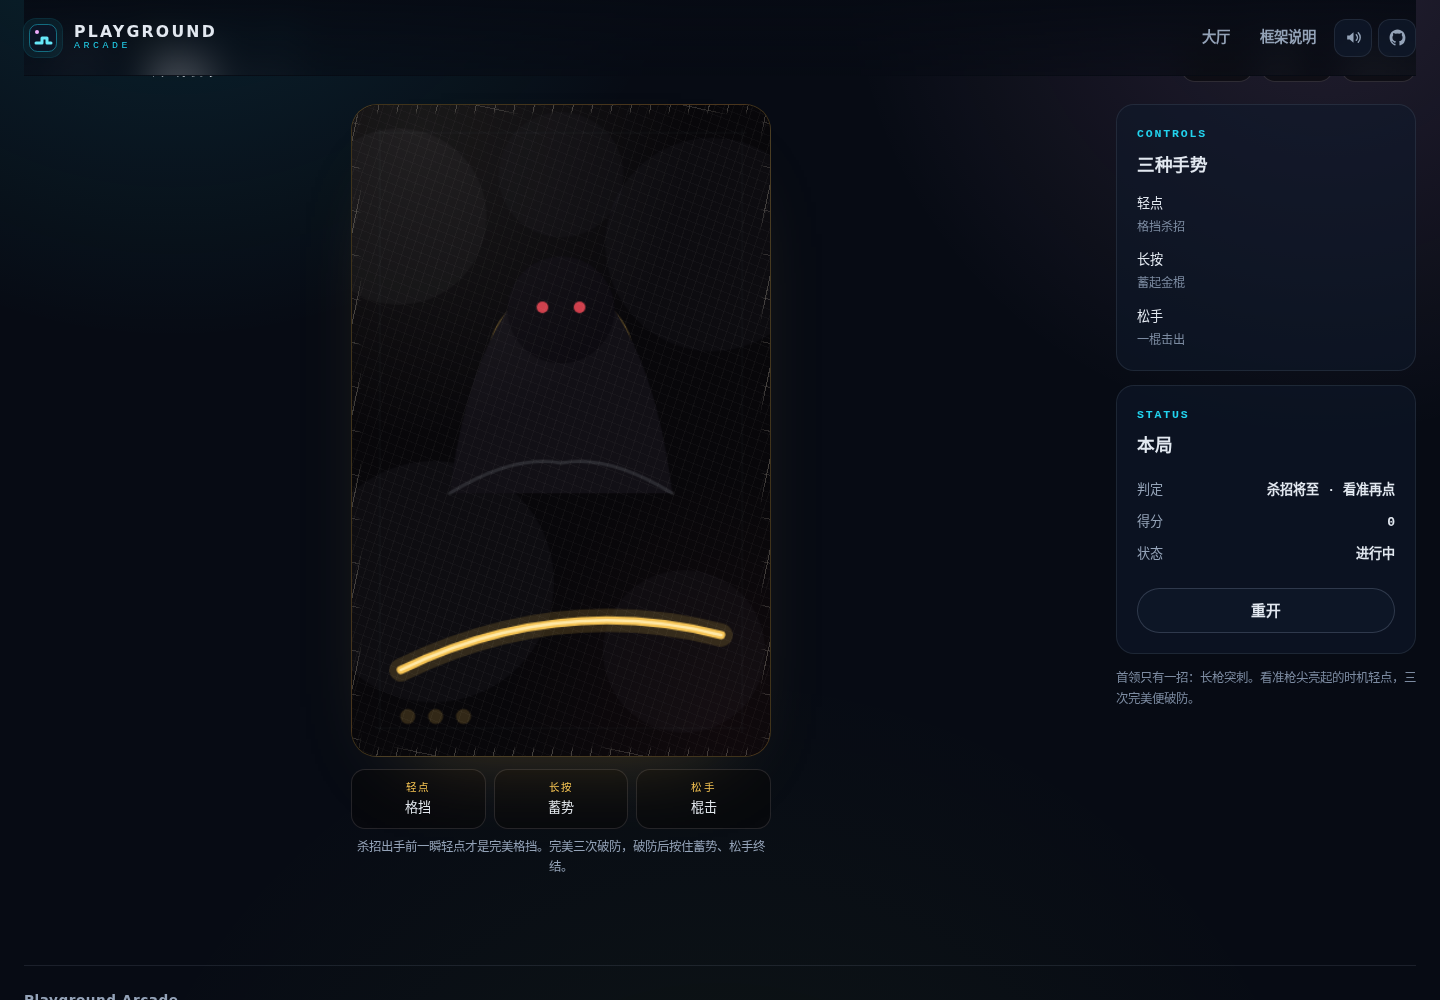 PLAYGROUND
ARCADE
大厅
框架说明
CONTROLS
三种手势
轻点
格挡杀招
长按
蓄起金棍
松手
一棍击出
STATUS
本局
判定
杀招将至 · 看准再点
得分
0
状态
进行中
重开
首领只有一招：长枪突刺。看准枪尖亮起的时机轻点，三
次完美便破防。
轻点
格挡
长按
蓄势
松手
棍击
杀招出手前一瞬轻点才是完美格挡。完美三次破防，破防后按住蓄势、松手终
结。
Playground Arcade